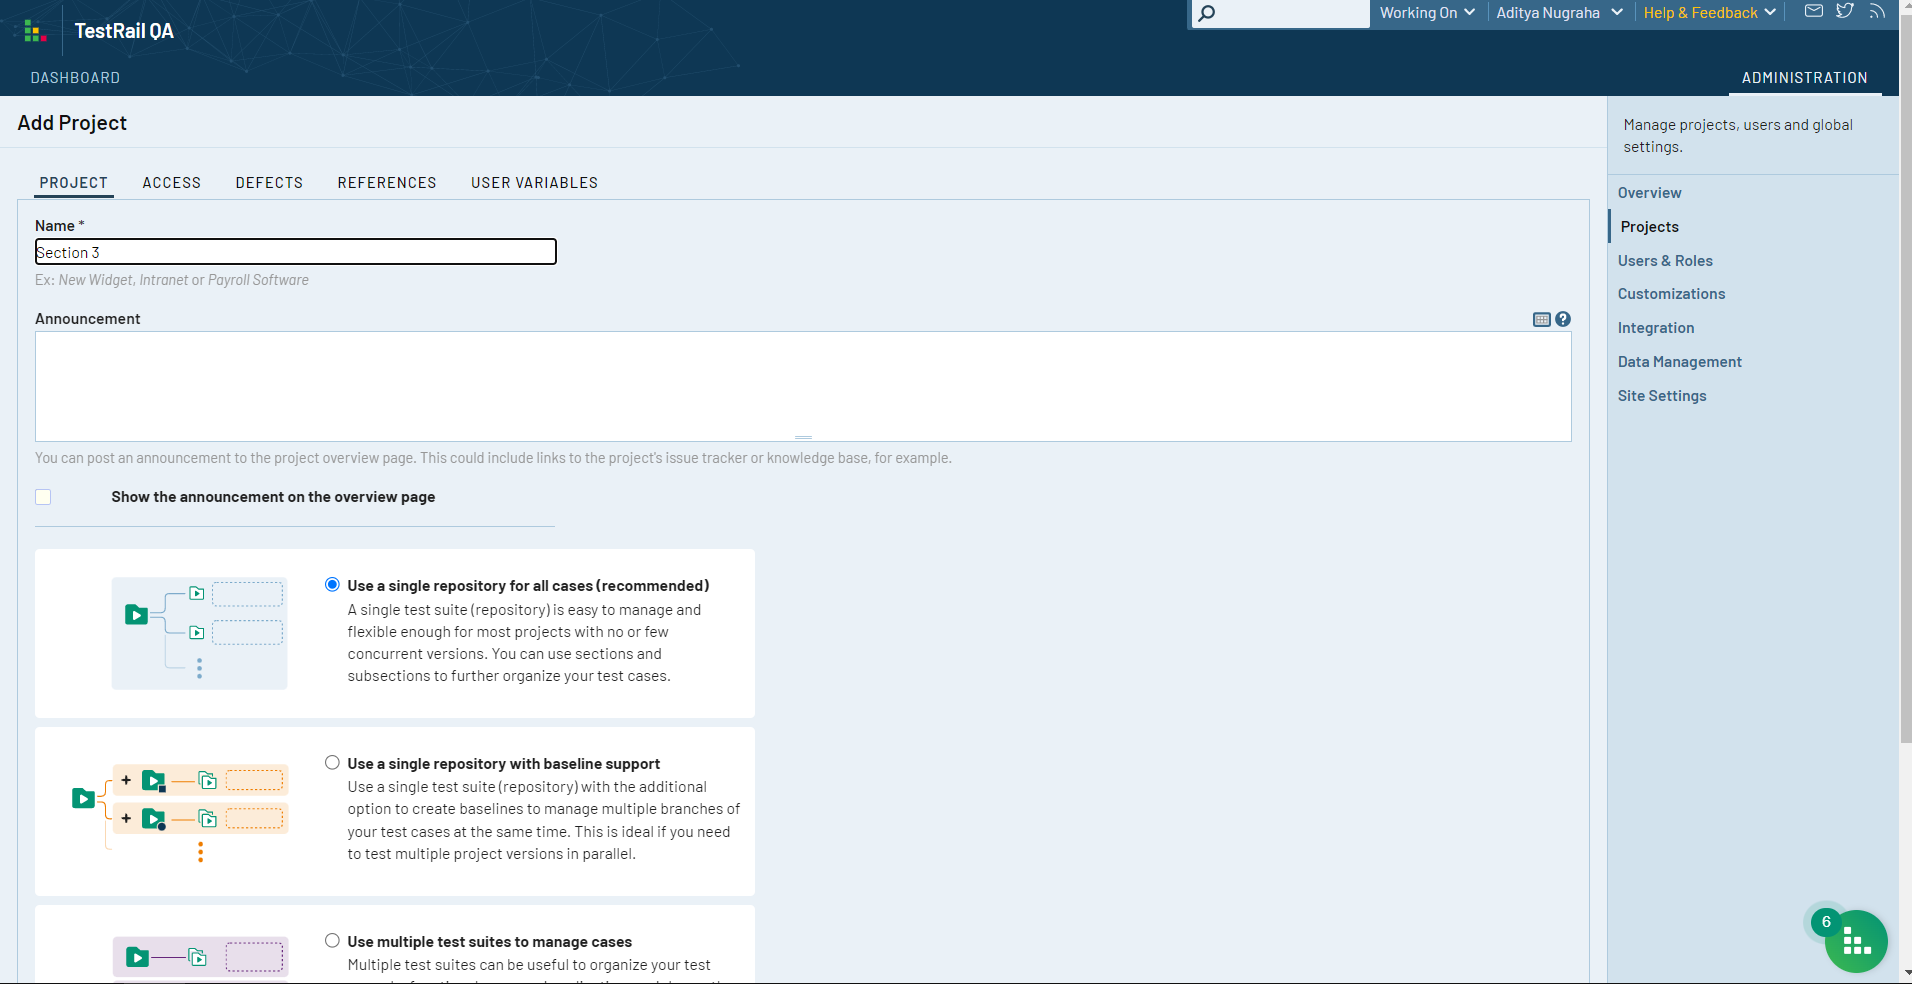 TestRail QA
Working On
Aditya Nugraha
Help & Feedback
DASHBOARD
ADMINISTRATION
Add Project
Manage projects, users and global
settings.
PROJECT
ACCESS
DEFECTS
REFERENCES
USER VARIABLES
Overview
Projects
Users & Roles
Customizations
Integration
Data Management
Site Settings
Name *
Section 3
Ex: New Widget, Intranet or Payroll Software
Announcement
You can post an announcement to the project overview page. This could include links to the project's issue tracker or knowledge base, for example.
Show the announcement on the overview page
Use a single repository for all cases (recommended)
A single test suite (repository) is easy to manage and
flexible enough for most projects with no or few
concurrent versions. You can use sections and
subsections to further organize your test cases.
Use a single repository with baseline support
Use a single test suite (repository) with the additional
option to create baselines to manage multiple branches of
your test cases at the same time. This is ideal if you need
to test multiple project versions in parallel.
Use multiple test suites to manage cases
Multiple test suites can be useful to organize your test
6